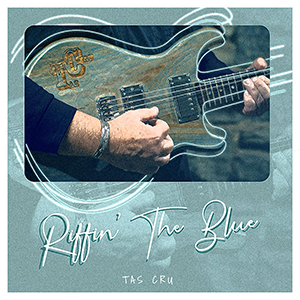 Riffin' The Blue
TAS CRU